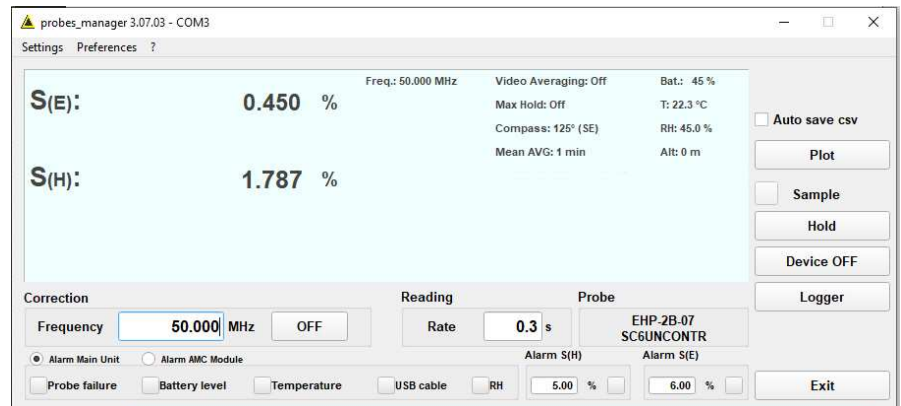 probes_manager 3.07.03 - COM3
Settings Preferences ?
S(E): 0.450 %
Freq.: 50.000 MHz
Video Averaging: Off
Bat.: 45 %
Max Hold: Off
T: 22.3 °C
Compass: 125° (SE)
RH: 45.0 %
Mean AVG: 1 min
Alt: 0 m
S(H): 1.787 %
Auto save csv
Plot
Sample
Hold
Device OFF
Logger
Correction
Frequency 50.000 MHz OFF
Reading
Rate 0.3 s
Probe
EHP-2B-07
SC6UNCONTR
Alarm Main Unit
Alarm AMC Module
Probe failure
Battery level
Temperature
USB cable
RH
Alarm S(H)
5.00 %
Alarm S(E)
6.00 %
Exit